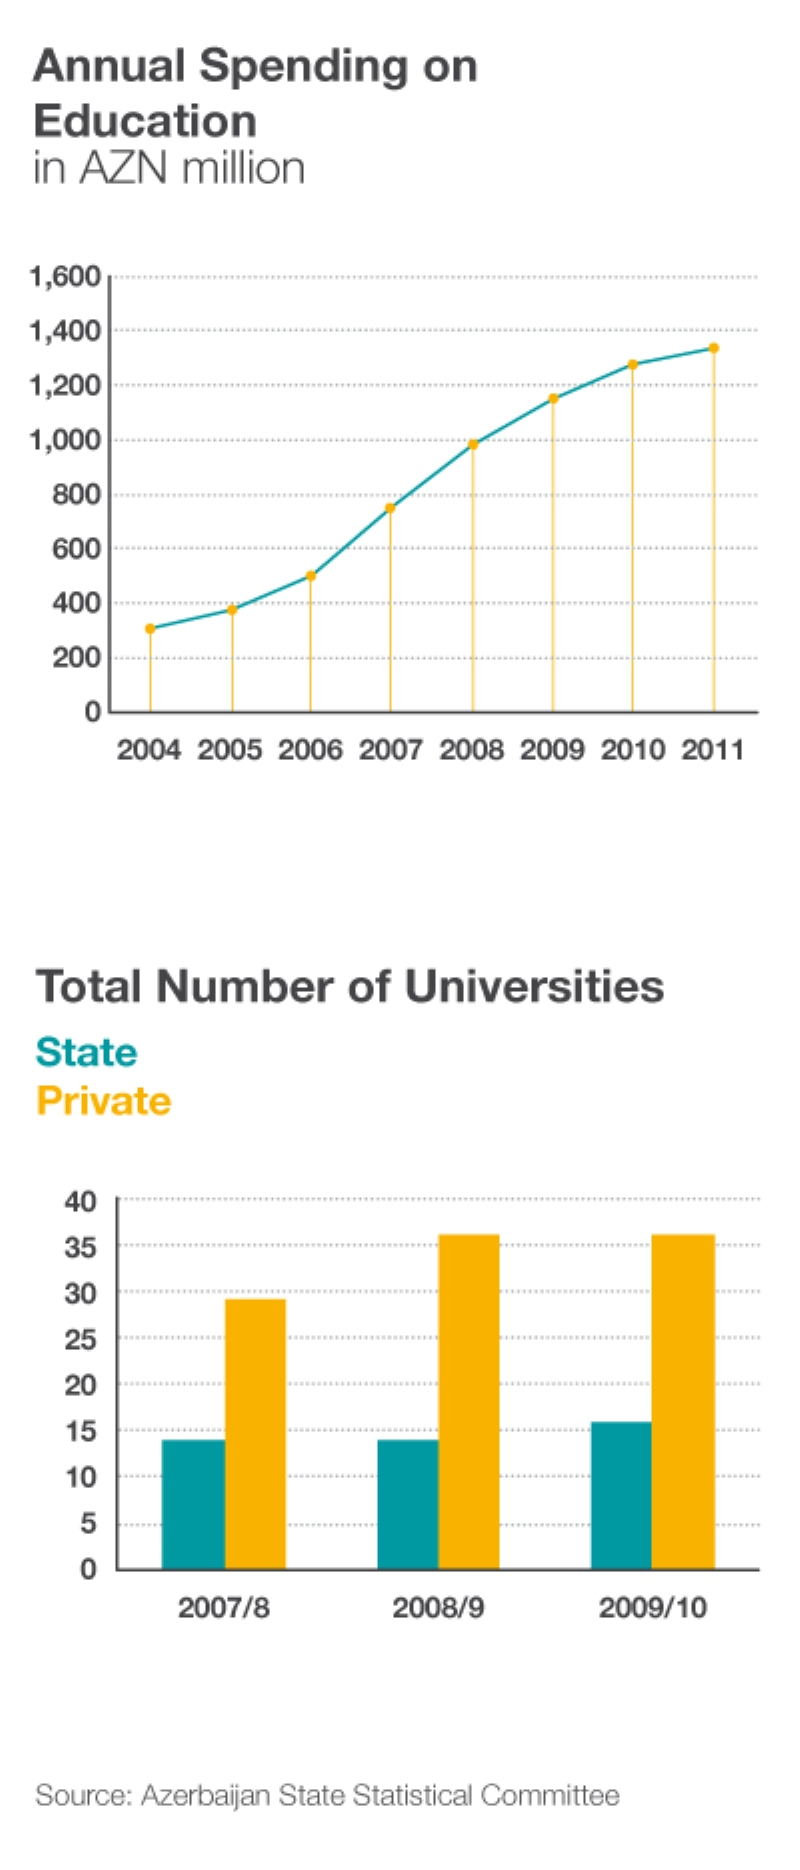 Annual Spending on
Education
in AZN million
1,600
1,400
1,200
1,000
800
600
400
200
0
2004 2005 2006 2007 2008 2009 2010 2011
Total Number of Universities
State
Private
40
35
30
25
20
15
10
5
0
2007/8 2008/9 2009/10
Source: Azerbaijan State Statistical Committee